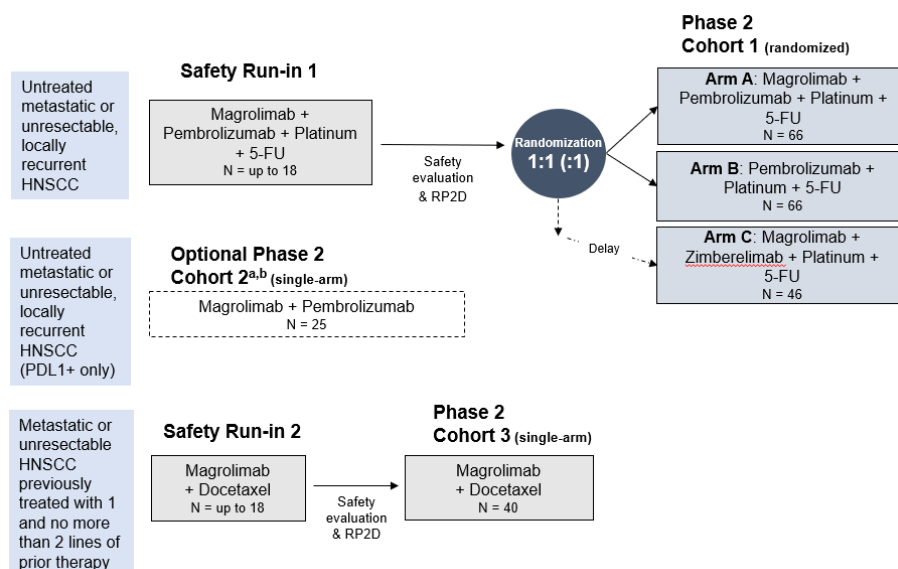 Phase 2
Cohort 1 (randomized)
Safety Run-in 1
Untreated
metastatic or
unresectable,
locally
recurrent
HNSCC
Magrolimab +
Pembrolizumab + Platinum
+ 5-FU
N = up to 18
Safety
evaluation
& RP2D
Randomization
1:1 (:1)
Arm A: Magrolimab +
Pembrolizumab + Platinum +
5-FU
N = 66
Arm B: Pembrolizumab +
Platinum + 5-FU
N = 66
Delay
Arm C: Magrolimab +
Zimberelimab + Platinum +
5-FU
N = 46
Untreated
metastatic or
unresectable,
locally
recurrent
HNSCC
(PDL1+ only)
Optional Phase 2
Cohort 2a,b (single-arm)
Magrolimab + Pembrolizumab
N = 25
Metastatic or
unresectable
HNSCC
previously
treated with 1
and no more
than 2 lines of
prior therapy
Safety Run-in 2
Magrolimab
+ Docetaxel
N = up to 18
Safety
evaluation
& RP2D
Phase 2
Cohort 3 (single-arm)
Magrolimab
+ Docetaxel
N = 40